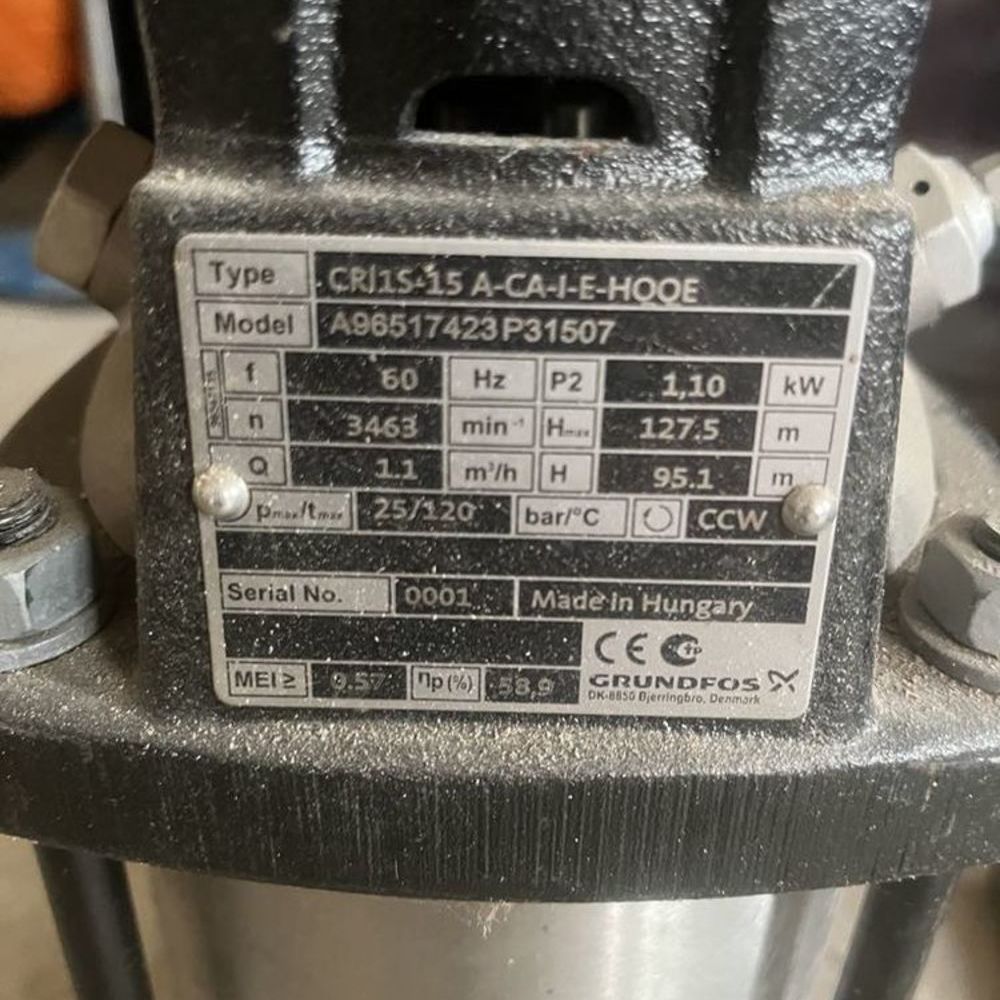 Type CRI1S-15 A-CA-I-E-HQQE
Model A96517423P31507
f 60 Hz P2 1,10 kW
n 3463 min⁻¹ Hmax 127.5 m
Q 1.1 m³/h H 95.1 m
pmax/tmax 25/120 bar/°C CCW
Serial No. 0001 Made in Hungary
CE
MEI ≥ 0.57 ηp(%) 58.9 GRUNDFOS
DK-8850 Bjerringbro, Denmark